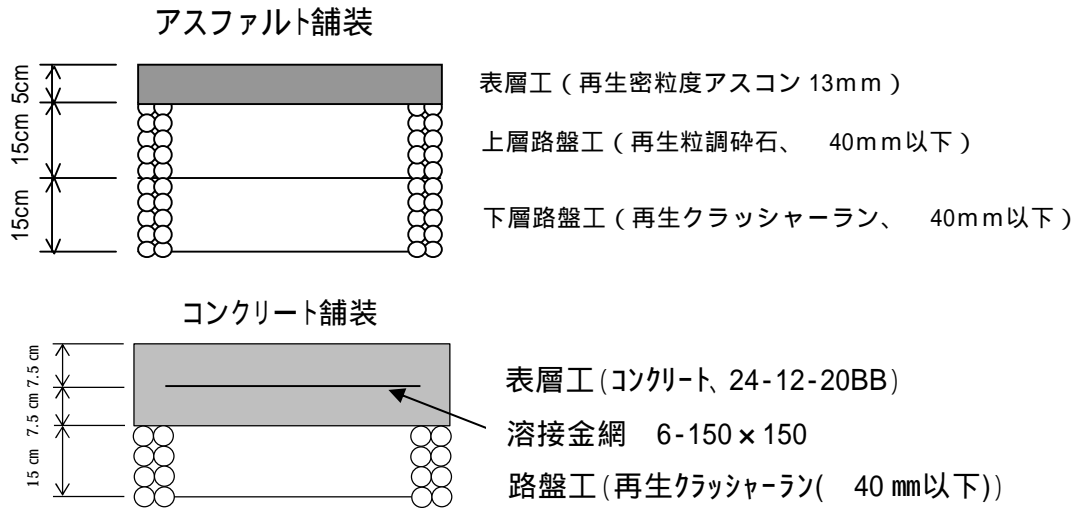 アスファルト舗装
5cm
表層工(再生密粒度アスコン 13mm)
15cm
上層路盤工(再生粒調砕石、 40mm以下)
15cm
下層路盤工(再生クラッシャーラン、 40mm以下)
コンクリート舗装
7.5 cm
表層工(コンクリート、24-12-20BB)
7.5 cm
溶接金網 6-150×150
15 cm
路盤工(再生クラッシャーラン( 40 mm以下))